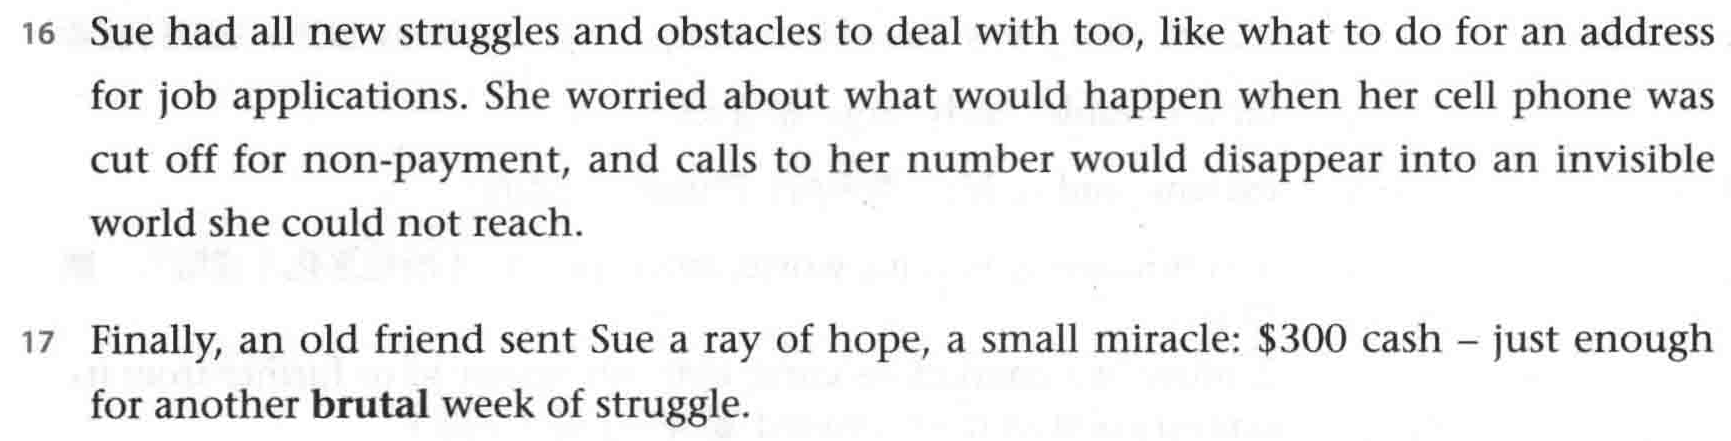 16 Sue had all new struggles and obstacles to deal with too, like what to do for an address
for job applications. She worried about what would happen when her cell phone was
cut off for non-payment, and calls to her number would disappear into an invisible
world she could not reach.
17 Finally, an old friend sent Sue a ray of hope, a small miracle: $300 cash – just enough
for another brutal week of struggle.